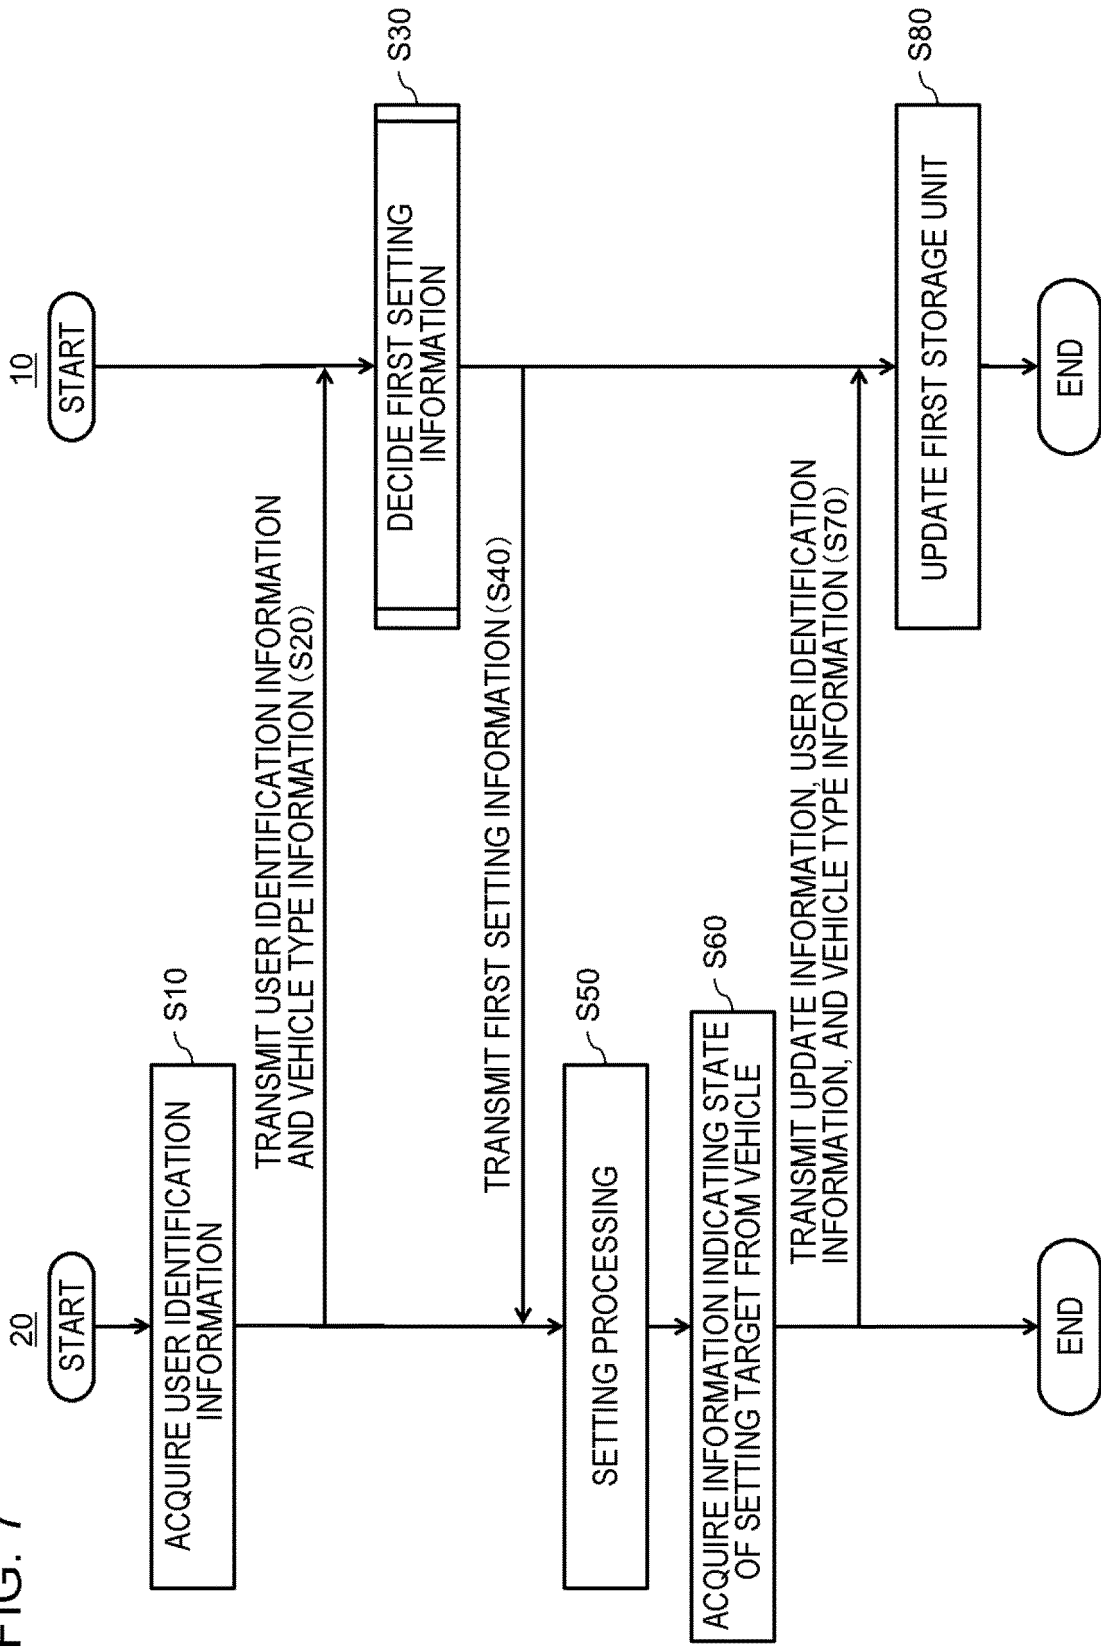 FIG. 7
20
10
START
START
ACQUIRE USER IDENTIFICATION
INFORMATION
S10
TRANSMIT USER IDENTIFICATION INFORMATION
AND VEHICLE TYPE INFORMATION (S20)
DECIDE FIRST SETTING
INFORMATION
S30
TRANSMIT FIRST SETTING INFORMATION (S40)
SETTING PROCESSING
S50
ACQUIRE INFORMATION INDICATING STATE
OF SETTING TARGET FROM VEHICLE
S60
TRANSMIT UPDATE INFORMATION, USER IDENTIFICATION
INFORMATION, AND VEHICLE TYPE INFORMATION (S70)
UPDATE FIRST STORAGE UNIT
S80
END
END